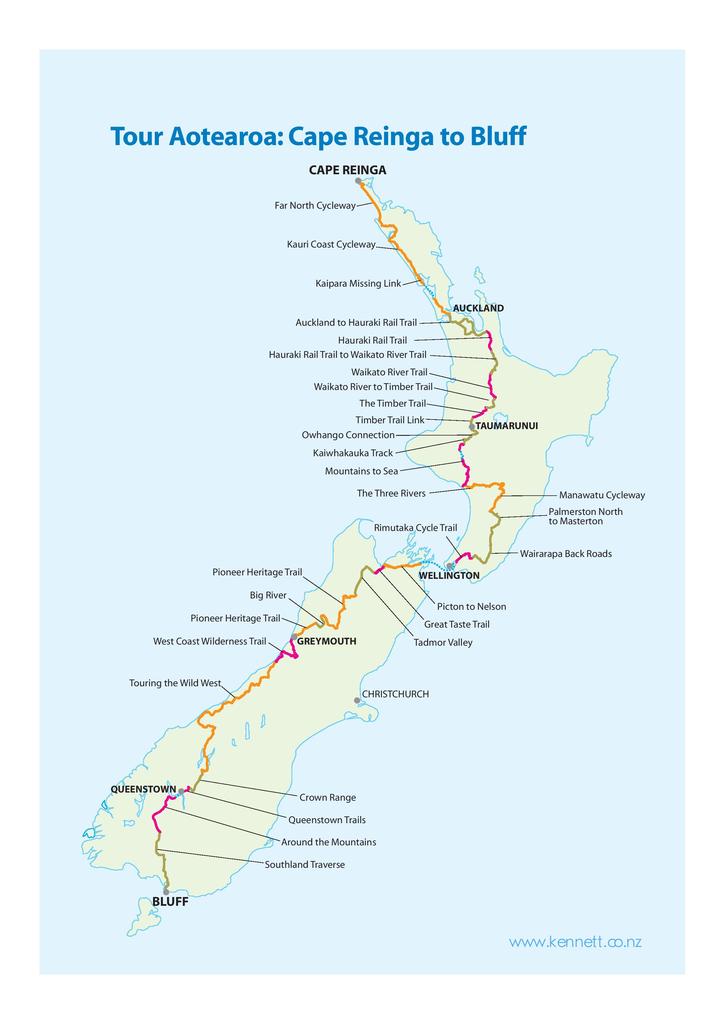 Tour Aotearoa: Cape Reinga to Bluff
CAPE REINGA
Far North Cycleway
Kauri Coast Cycleway
Kaipara Missing Link
AUCKLAND
Auckland to Hauraki Rail Trail
Hauraki Rail Trail
Hauraki Rail Trail to Waikato River Trail
Waikato River Trail
Waikato River to Timber Trail
The Timber Trail
Timber Trail Link
TAUMARUNUI
Owhango Connection
Kaiwhakauka Track
Mountains to Sea
The Three Rivers
Manawatu Cycleway
Palmerston North
to Masterton
Rimutaka Cycle Trail
Wairarapa Back Roads
WELLINGTON
Pioneer Heritage Trail
Big River
Picton to Nelson
Pioneer Heritage Trail
Great Taste Trail
West Coast Wilderness Trail
GREYMOUTH
Tadmor Valley
Touring the Wild West
CHRISTCHURCH
QUEENSTOWN
Crown Range
Queenstown Trails
Around the Mountains
Southland Traverse
BLUFF
www.kennett.co.nz